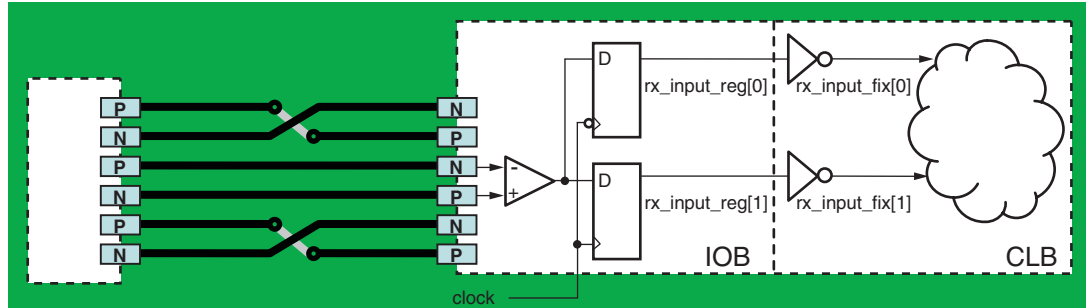 P
N
P
N
P
N
N
P
N
P
N
P
-
+
D
rx_input_reg[0]
rx_input_fix[0]
D
rx_input_reg[1]
rx_input_fix[1]
IOB
CLB
clock